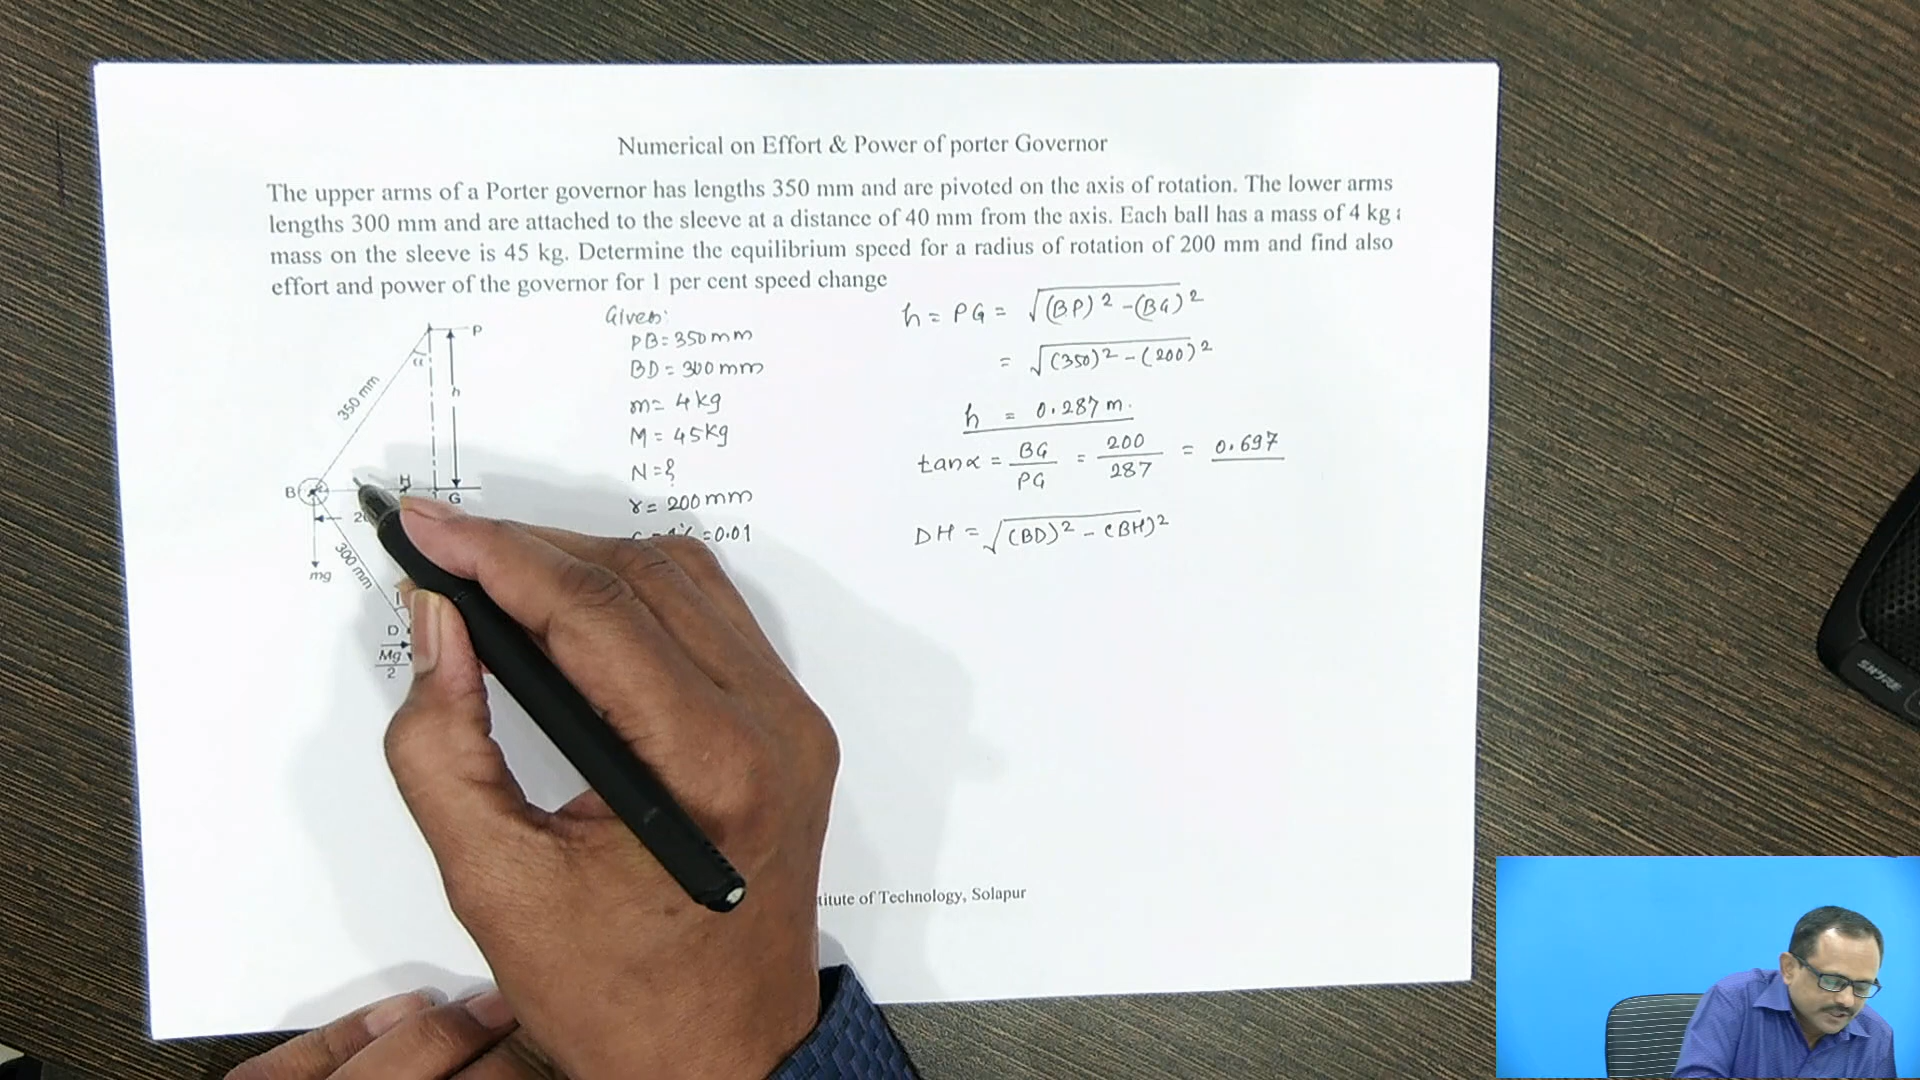 Numerical on Effort & Power of porter Governor
The upper arms of a Porter governor has lengths 350 mm and are pivoted on the axis of rotation. The lower arms
lengths 300 mm and are attached to the sleeve at a distance of 40 mm from the axis. Each ball has a mass of 4 kg
mass on the sleeve is 45 kg. Determine the equilibrium speed for a radius of rotation of 200 mm and find also
effort and power of the governor for 1 per cent speed change
P
α
h
350 mm
B
H
G
mg
300 mm
D
Mg
2
Given:
PB = 350 mm
BD = 300 mm
m = 4 kg
M = 45 kg
N = ?
r = 200 mm
= 0.01
h = PG = √(BP)² - (BG)²
= √(350)² - (200)²
h = 0.287 m.
tan α = BG/PG = 200/287 = 0.697
DH = √(BD)² - (BH)²
of Technology, Solapur
SHURE